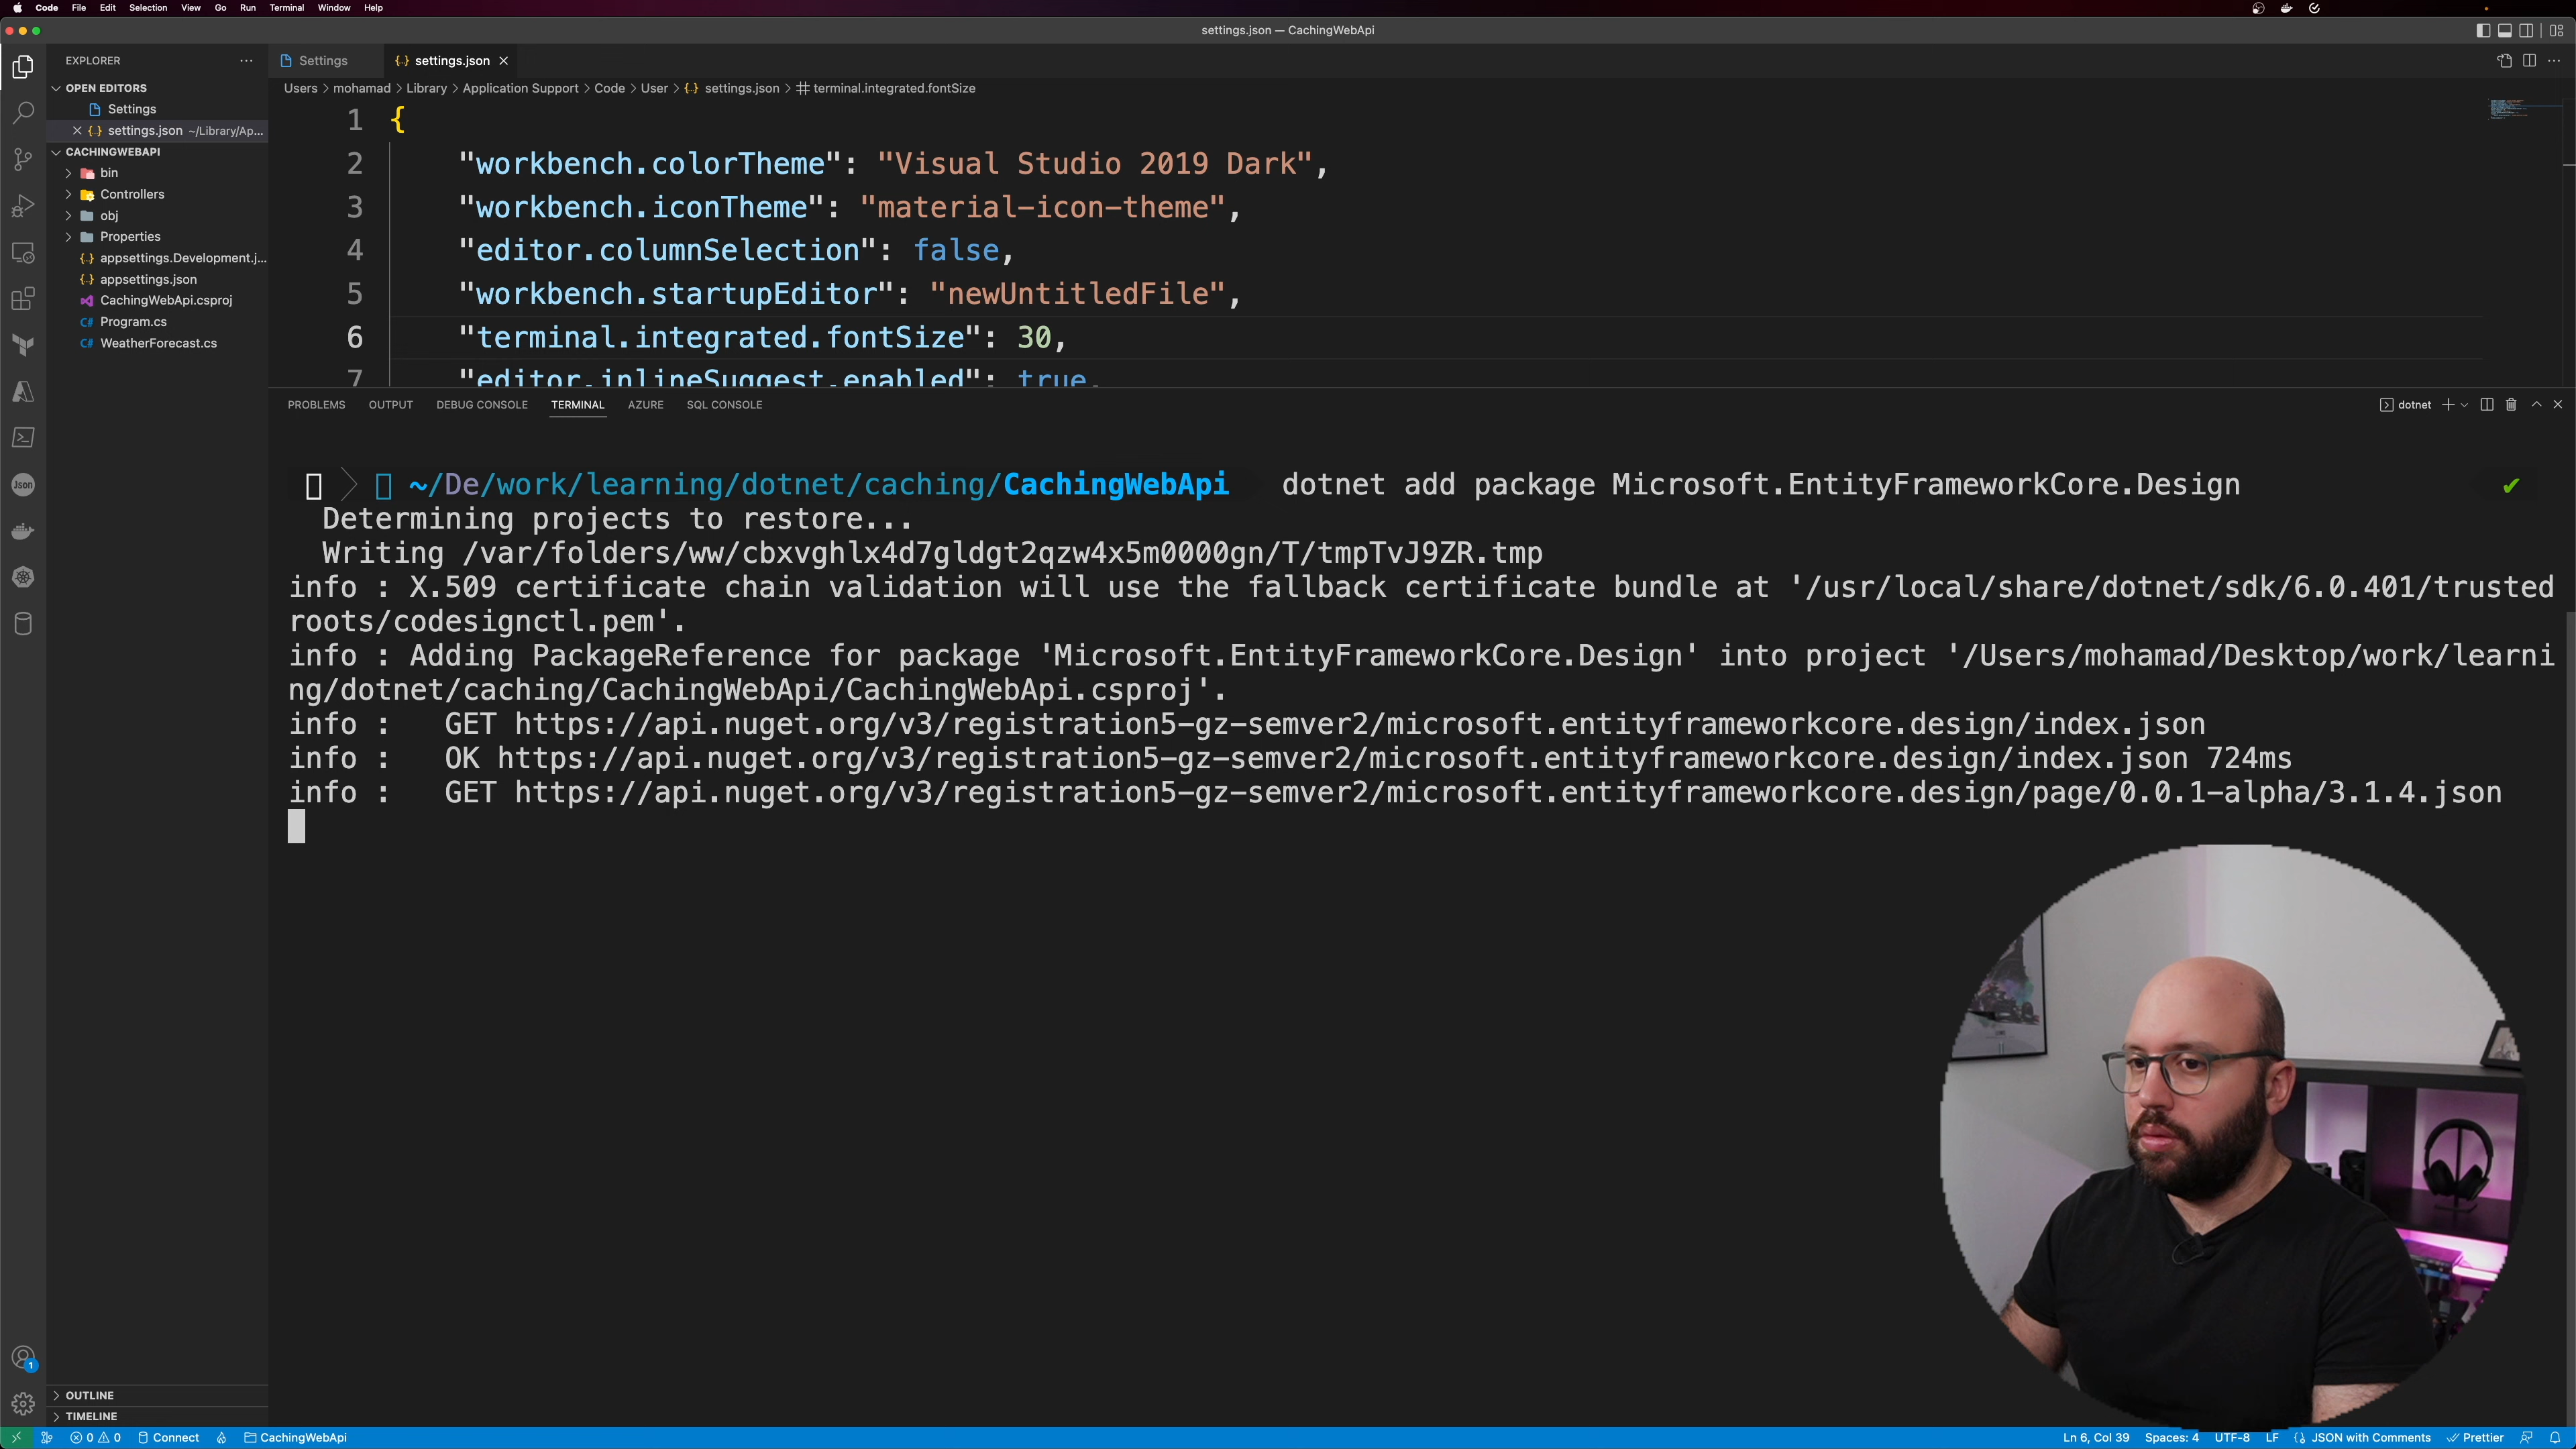 Code File Edit Selection View Go Run Terminal Window Help
settings.json — CachingWebApi
EXPLORER
OPEN EDITORS
Settings
settings.json ~/Library/Ap...
CACHINGWEBAPI
bin
Controllers
obj
Properties
appsettings.Development.j...
appsettings.json
CachingWebApi.csproj
C# Program.cs
C# WeatherForecast.cs
Json
1
OUTLINE
TIMELINE
Settings
{..} settings.json
Users > mohamad > Library > Application Support > Code > User > {..} settings.json > terminal.integrated.fontSize
1 {
2 "workbench.colorTheme": "Visual Studio 2019 Dark",
3 "workbench.iconTheme": "material-icon-theme",
4 "editor.columnSelection": false,
5 "workbench.startupEditor": "newUntitledFile",
6 "terminal.integrated.fontSize": 30,
7 "editor.inlineSuggest.enabled": true,
PROBLEMS OUTPUT DEBUG CONSOLE TERMINAL AZURE SQL CONSOLE
dotnet
~/De/work/learning/dotnet/caching/CachingWebApi dotnet add package Microsoft.EntityFrameworkCore.Design ✔
Determining projects to restore...
Writing /var/folders/ww/cbxvghlx4d7gldgt2qzw4x5m0000gn/T/tmpTvJ9ZR.tmp
info : X.509 certificate chain validation will use the fallback certificate bundle at '/usr/local/share/dotnet/sdk/6.0.401/trusted
roots/codesignctl.pem'.
info : Adding PackageReference for package 'Microsoft.EntityFrameworkCore.Design' into project '/Users/mohamad/Desktop/work/learni
ng/dotnet/caching/CachingWebApi/CachingWebApi.csproj'.
info : GET https://api.nuget.org/v3/registration5-gz-semver2/microsoft.entityframeworkcore.design/index.json
info : OK https://api.nuget.org/v3/registration5-gz-semver2/microsoft.entityframeworkcore.design/index.json 724ms
info : GET https://api.nuget.org/v3/registration5-gz-semver2/microsoft.entityframeworkcore.design/page/0.0.1-alpha/3.1.4.json
0 0 Connect CachingWebApi
Ln 6, Col 39 Spaces: 4 UTF-8 LF JSON with Comments Prettier